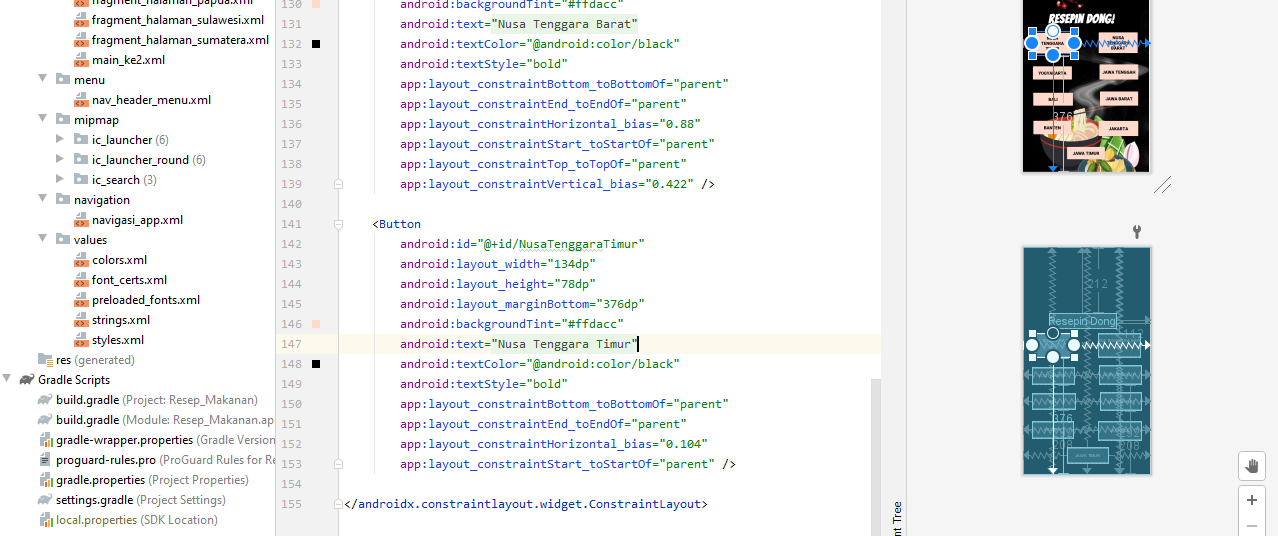 fragment_halaman_papua.xml
fragment_halaman_sulawesi.xml
fragment_halaman_sumatera.xml
main_ke2.xml
menu
nav_header_menu.xml
mipmap
ic_launcher (6)
ic_launcher_round (6)
ic_search (3)
navigation
navigasi_app.xml
values
colors.xml
font_certs.xml
preloaded_fonts.xml
strings.xml
styles.xml
res (generated)
Gradle Scripts
build.gradle (Project: Resep_Makanan)
build.gradle (Module: Resep_Makanan.ap
gradle-wrapper.properties (Gradle Version
proguard-rules.pro (ProGuard Rules for Re
gradle.properties (Project Properties)
settings.gradle (Project Settings)
local.properties (SDK Location)
130 android:backgroundTint="#ffdacc"
131 android:text="Nusa Tenggara Barat"
132 android:textColor="@android:color/black"
133 android:textStyle="bold"
134 app:layout_constraintBottom_toBottomOf="parent"
135 app:layout_constraintEnd_toEndOf="parent"
136 app:layout_constraintHorizontal_bias="0.88"
137 app:layout_constraintStart_toStartOf="parent"
138 app:layout_constraintTop_toTopOf="parent"
139 app:layout_constraintVertical_bias="0.422" />
140
141 <Button
142 android:id="@+id/NusaTenggaraTimur"
143 android:layout_width="134dp"
144 android:layout_height="78dp"
145 android:layout_marginBottom="376dp"
146 android:backgroundTint="#ffdacc"
147 android:text="Nusa Tenggara Timur"
148 android:textColor="@android:color/black"
149 android:textStyle="bold"
150 app:layout_constraintBottom_toBottomOf="parent"
151 app:layout_constraintEnd_toEndOf="parent"
152 app:layout_constraintHorizontal_bias="0.104"
153 app:layout_constraintStart_toStartOf="parent" />
154
155 </androidx.constraintlayout.widget.ConstraintLayout>
RESEPIN DONG!
TENGGARA
NUSA
TENGGARA
BARAT
YOGYAKARTA
JAWA TENGAH
BALI
JAWA BARAT
376
BANTEN
JAKARTA
JAWA TIMUR
212
Resepin Dong
376
208
208
JAWA TIMUR
nt Tree